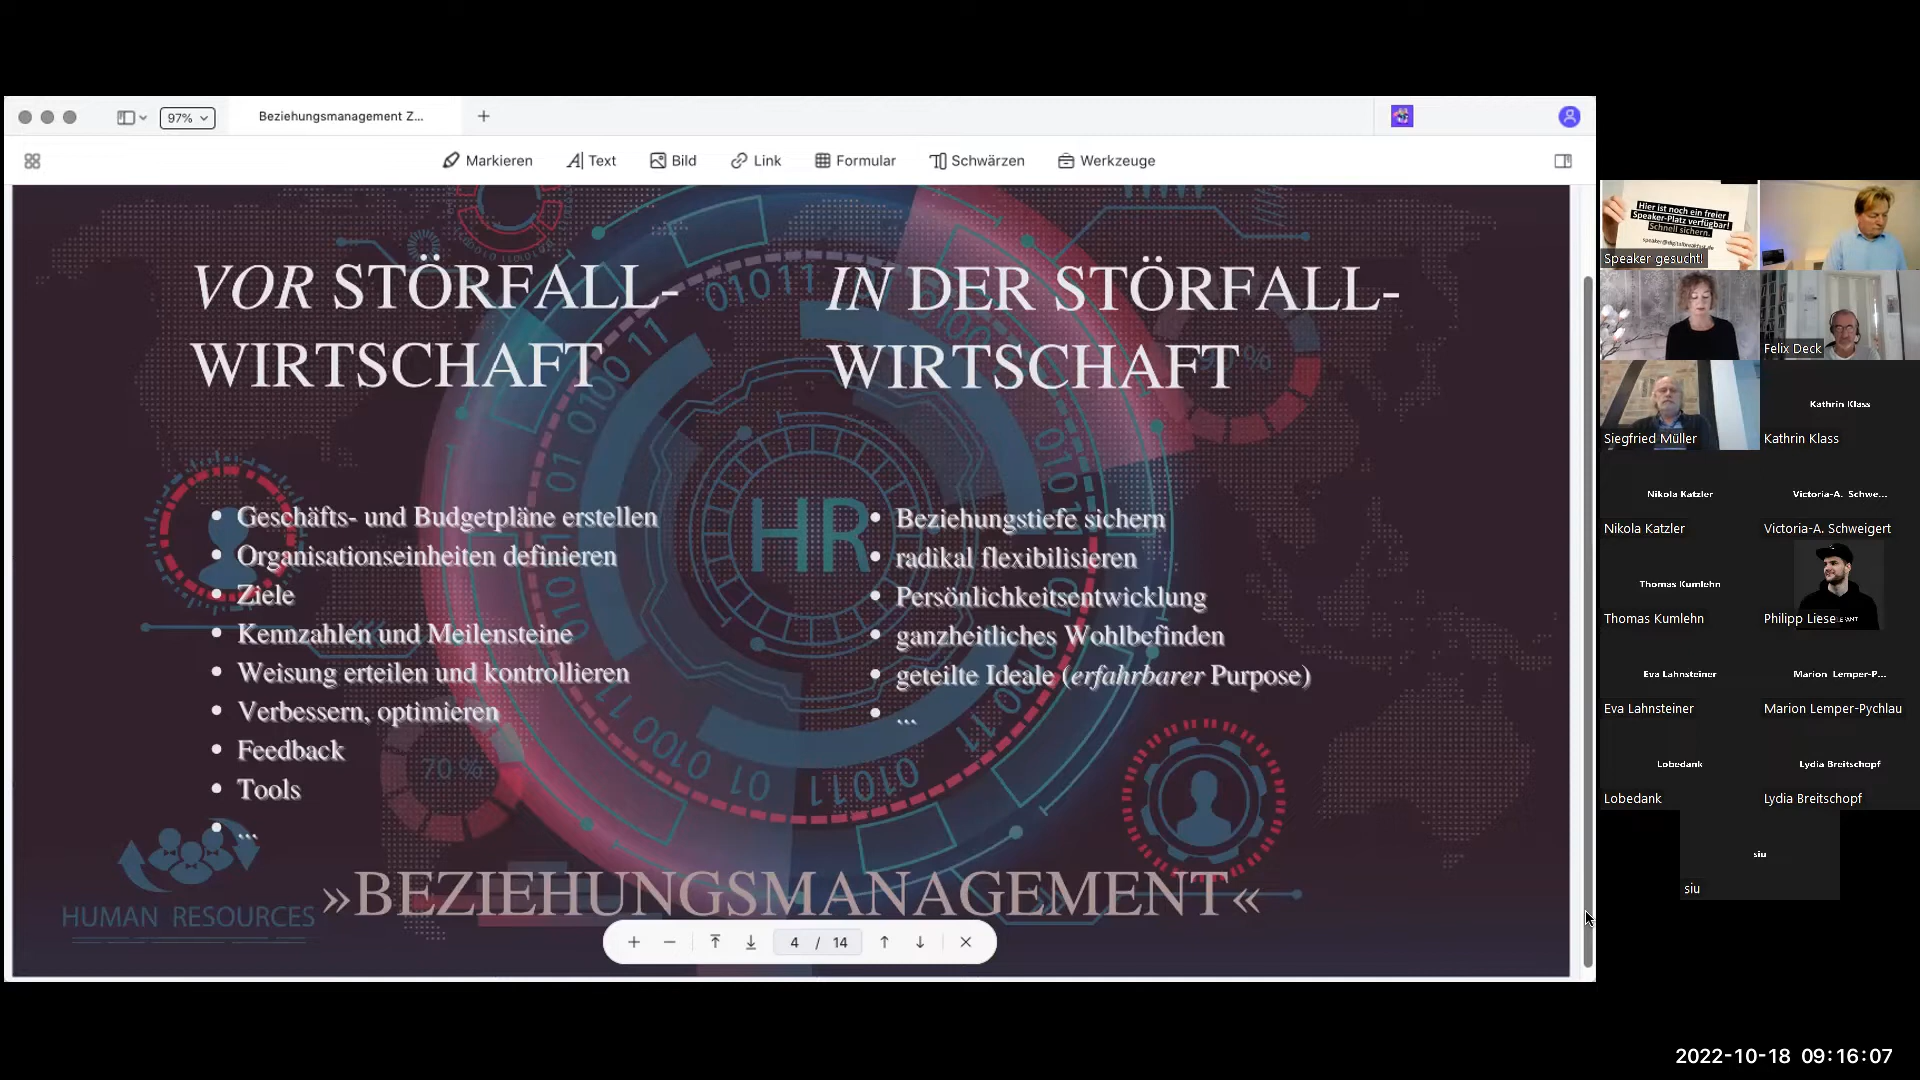 97%
Beziehungsmanagement Z...
Markieren
Text
Bild
Link
Formular
Schwärzen
Werkzeuge
VOR STÖRFALL-
WIRTSCHAFT
IN DER STÖRFALL-
WIRTSCHAFT
Geschäfts- und Budgetpläne erstellen
Organisationseinheiten definieren
Ziele
Kennzahlen und Meilensteine
Weisung erteilen und kontrollieren
Verbessern, optimieren
Feedback
Tools
...
Beziehungstiefe sichern
radikal flexibilisieren
Persönlichkeitsentwicklung
ganzheitliches Wohlbefinden
geteilte Ideale (erfahrbarer Purpose)
...
HR
70 %
»BEZIEHUNGSMANAGEMENT«
HUMAN RESOURCES
4 / 14
Hier ist noch ein freier
Speaker-Platz verfügbar!
Schnell sichern.
Speaker gesucht!
Felix Deck
Siegfried Müller
Kathrin Klass
Kathrin Klass
Nikola Katzler
Nikola Katzler
Victoria-A. Schwe...
Victoria-A. Schweigert
Thomas Kumlehn
Thomas Kumlehn
Philipp Liese
Eva Lahnsteiner
Eva Lahnsteiner
Marion Lemper-P...
Marion Lemper-Pychlau
Lobedank
Lobedank
Lydia Breitschopf
Lydia Breitschopf
siu
siu
2022-10-18 09:16:07